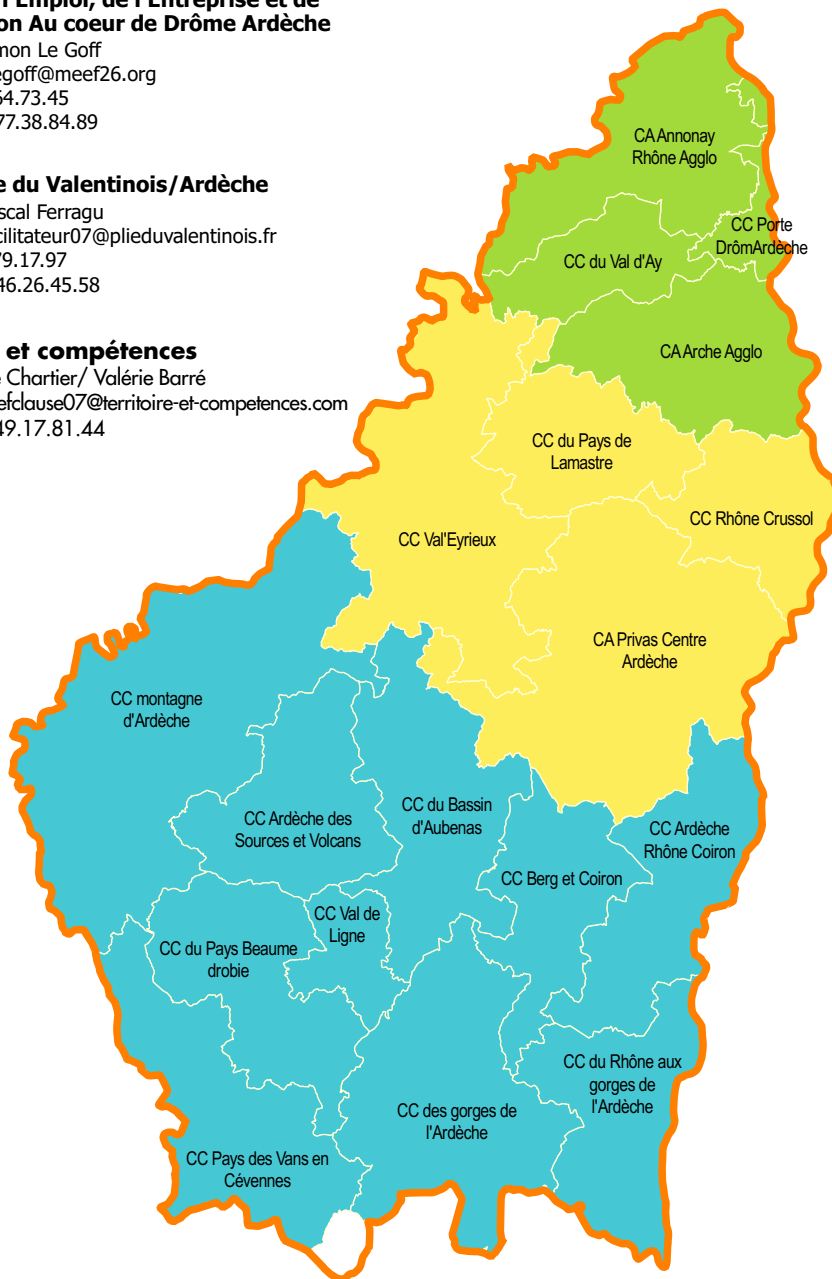 l'Emploi, de l'Entreprise et de
on Au coeur de Drôme Ardèche
mon Le Goff
egoff@meef26.org
64.73.45
77.38.84.89
e du Valentinois/Ardèche
scal Ferragu
cilitateur07@plieduvalentinois.fr
79.17.97
46.26.45.58
et compétences
e Chartier/ Valérie Barré
efclause07@territoire-et-competences.com
49.17.81.44
CA Annonay
Rhône Agglo
CC Porte
DrômArdèche
CC du Val d'Ay
CA Arche Agglo
CC du Pays de
Lamastre
CC Rhône Crussol
CC Val'Eyrieux
CA Privas Centre
Ardèche
CC montagne
d'Ardèche
CC Ardèche des
Sources et Volcans
CC du Bassin
d'Aubenas
CC Ardèche
Rhône Coiron
CC Berg et Coiron
CC Val de
Ligne
CC du Pays Beaume
drobie
CC du Rhône aux
gorges de
l'Ardèche
CC des gorges de
l'Ardèche
CC Pays des Vans en
Cévennes